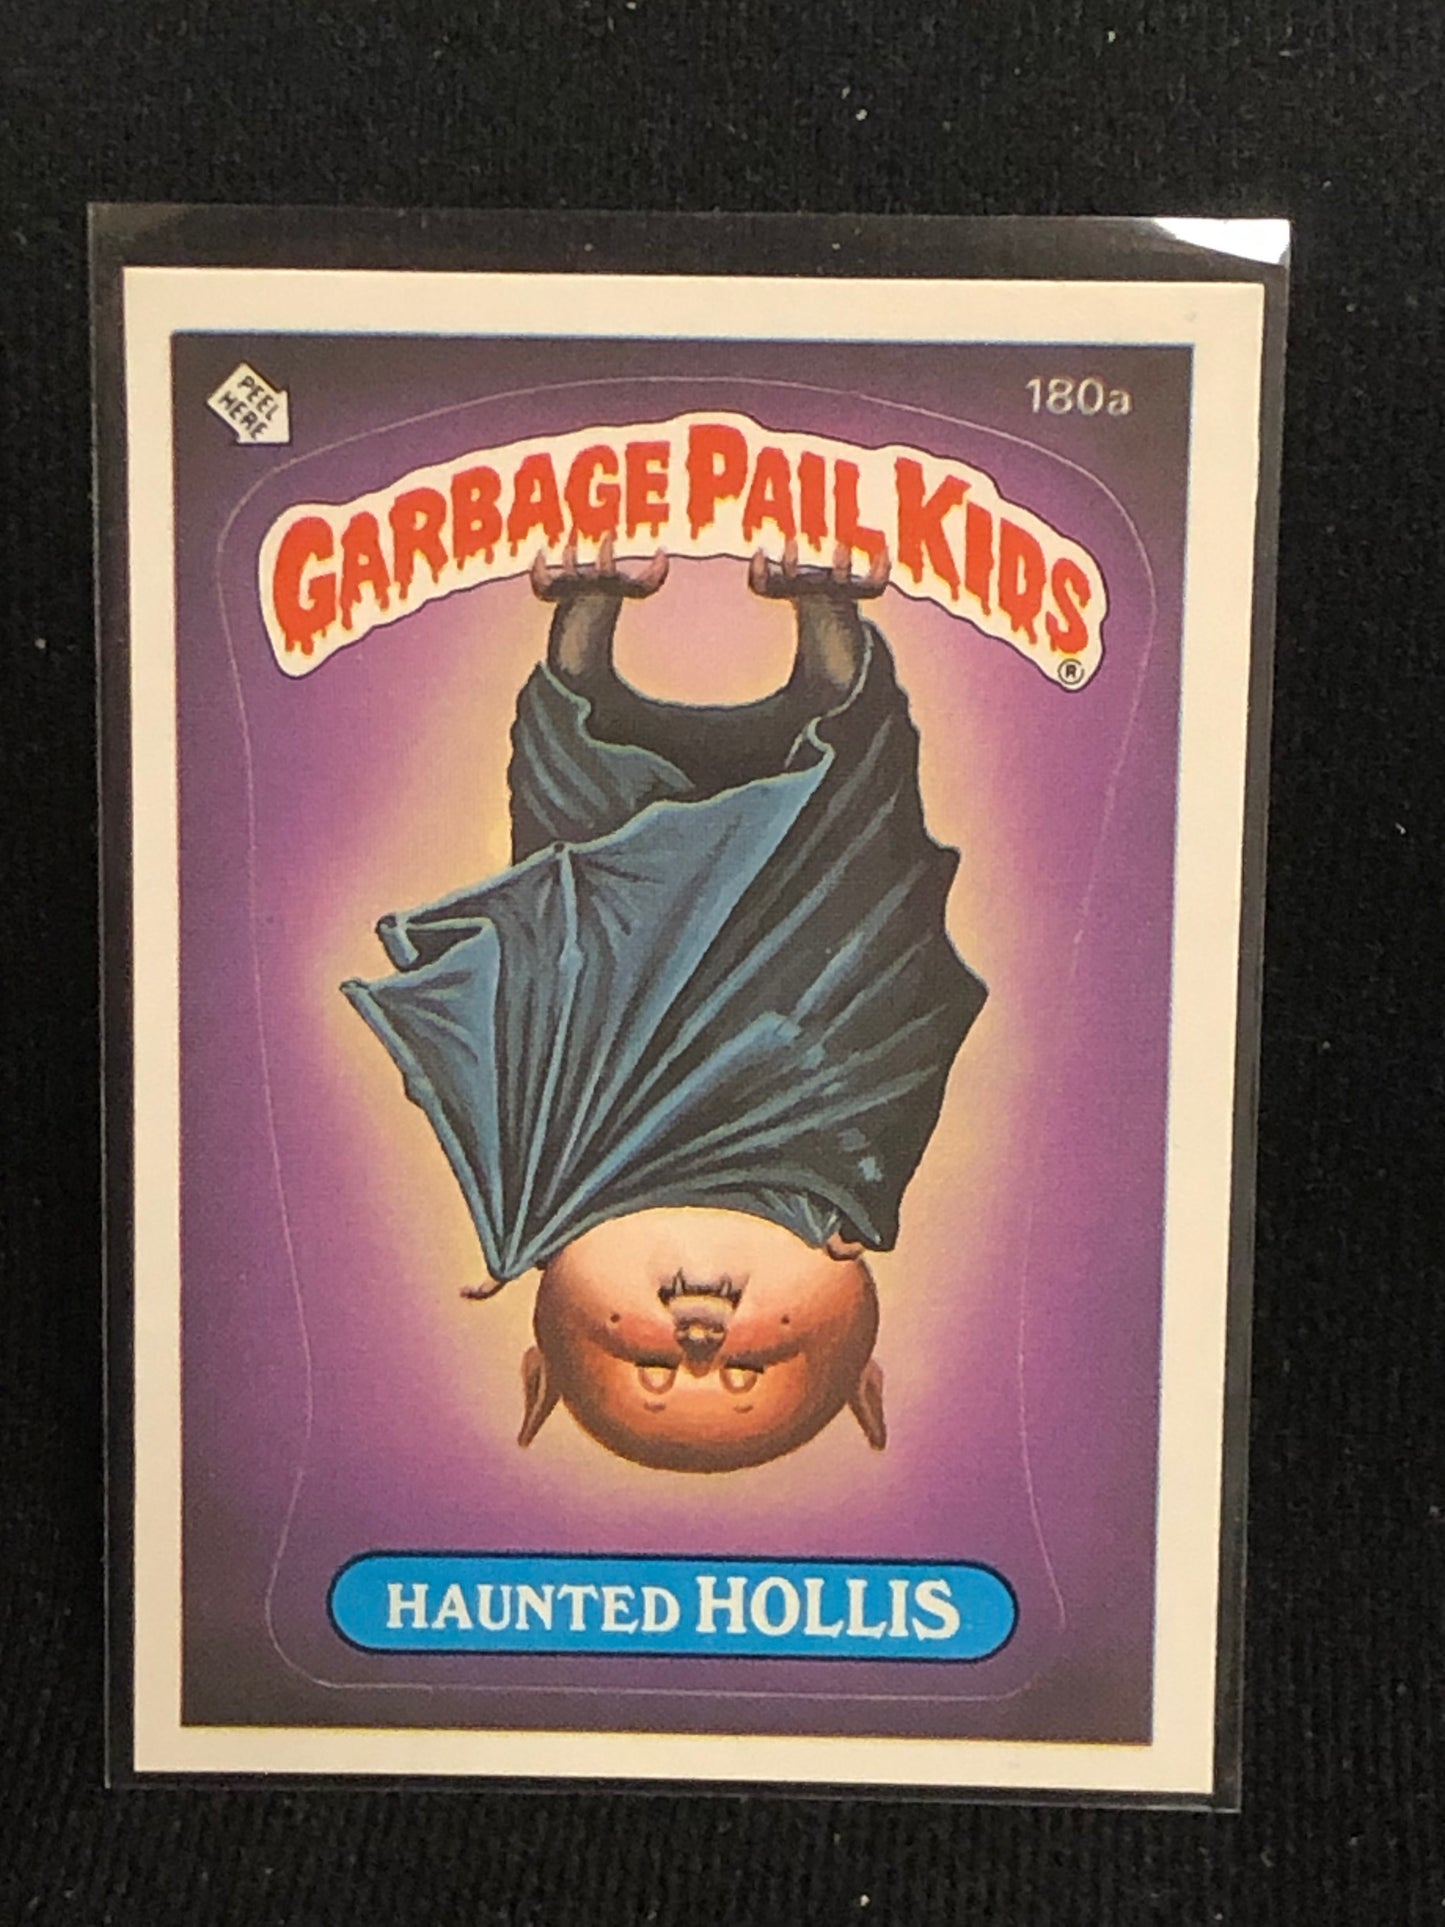 PEEL
HERE
180a
GARBAGE PAIL KIDS
®
HAUNTED HOLLIS